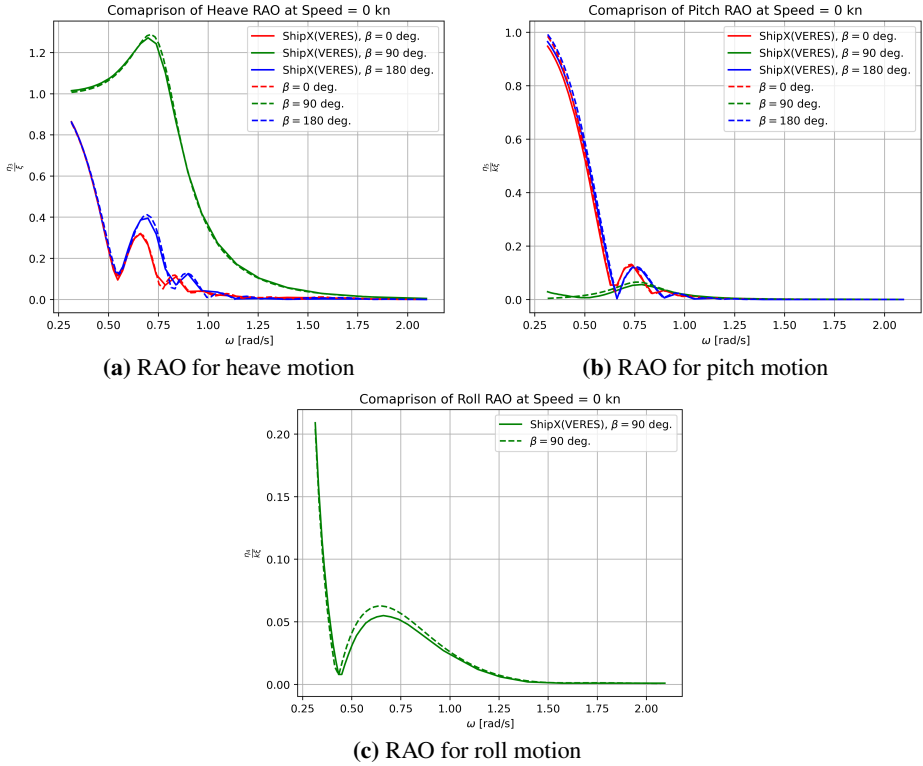 Comaprison of Heave RAO at Speed = 0 kn
ShipX(VERES), β = 0 deg.
ShipX(VERES), β = 90 deg.
ShipX(VERES), β = 180 deg.
β = 0 deg.
β = 90 deg.
β = 180 deg.
1.2
1.0
0.8
0.6
0.4
0.2
0.0
η₃/ξ
0.25 0.50 0.75 1.00 1.25 1.50 1.75 2.00
ω [rad/s]
(a) RAO for heave motion
Comaprison of Pitch RAO at Speed = 0 kn
ShipX(VERES), β = 0 deg.
ShipX(VERES), β = 90 deg.
ShipX(VERES), β = 180 deg.
β = 0 deg.
β = 90 deg.
β = 180 deg.
1.0
0.8
0.6
0.4
0.2
0.0
η₅/kξ
0.25 0.50 0.75 1.00 1.25 1.50 1.75 2.00
ω [rad/s]
(b) RAO for pitch motion
Comaprison of Roll RAO at Speed = 0 kn
ShipX(VERES), β = 90 deg.
β = 90 deg.
0.20
0.15
0.10
0.05
0.00
η₄/kξ
0.25 0.50 0.75 1.00 1.25 1.50 1.75 2.00
ω [rad/s]
(c) RAO for roll motion